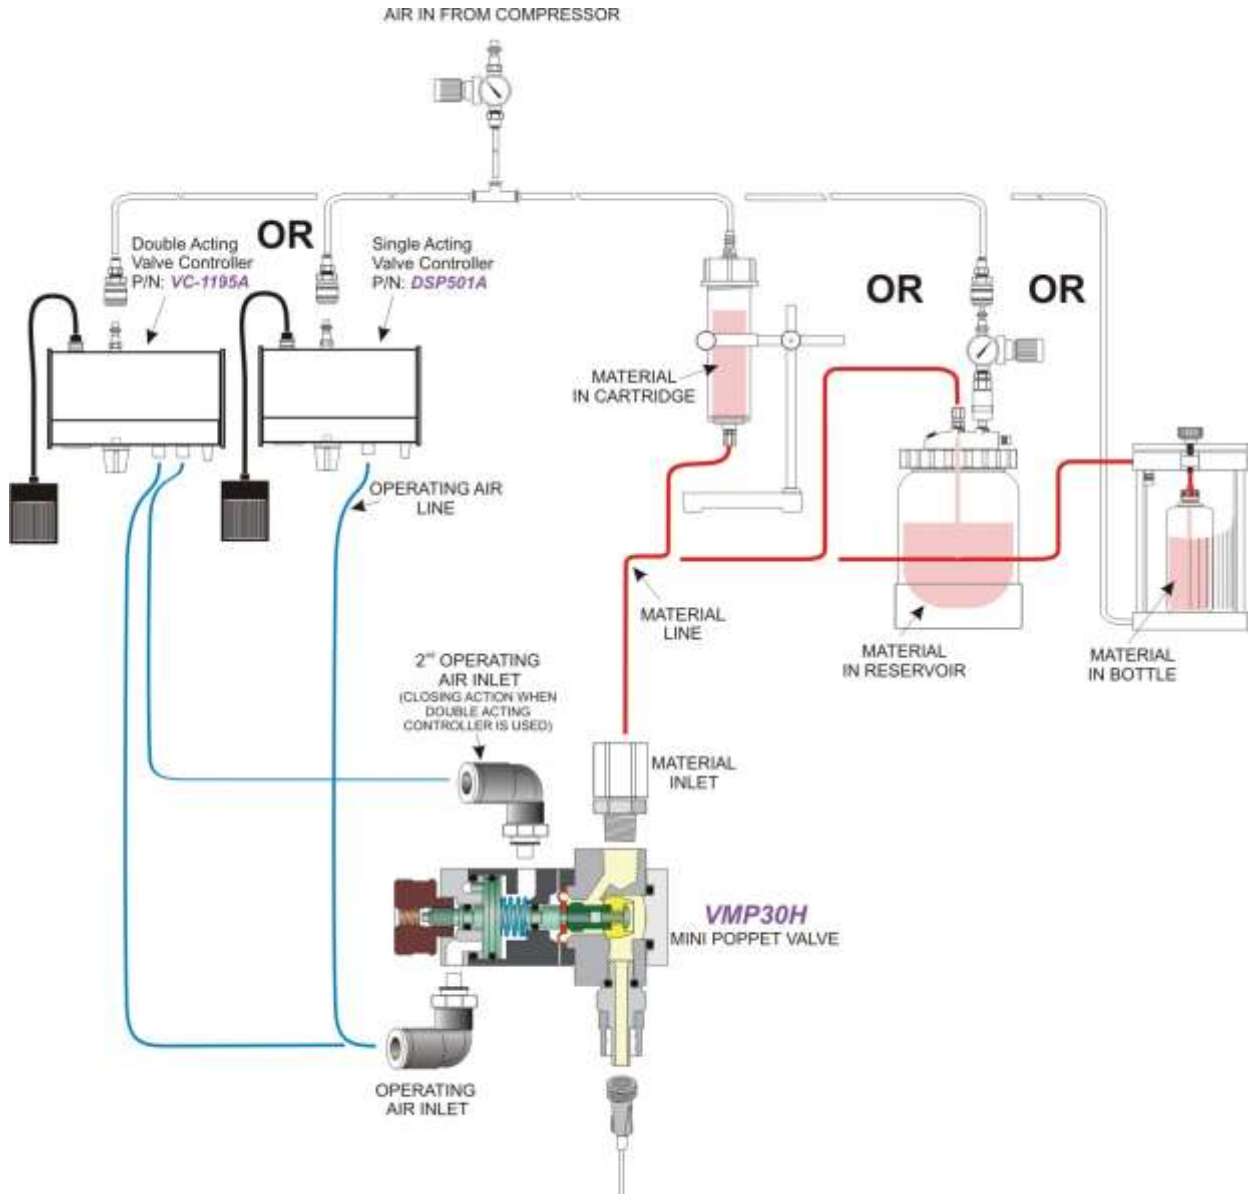 AIR IN FROM COMPRESSOR
Double Acting
Valve Controller
P/N: VC-1195A
OR
Single Acting
Valve Controller
P/N: DSP501A
OR
OR
MATERIAL
IN CARTRIDGE
OPERATING AIR
LINE
MATERIAL
LINE
MATERIAL
IN RESERVOIR
MATERIAL
IN BOTTLE
2nd OPERATING
AIR INLET
(CLOSING ACTION WHEN
DOUBLE ACTING
CONTROLLER IS USED)
MATERIAL
INLET
VMP30H
MINI POPPET VALVE
OPERATING
AIR INLET